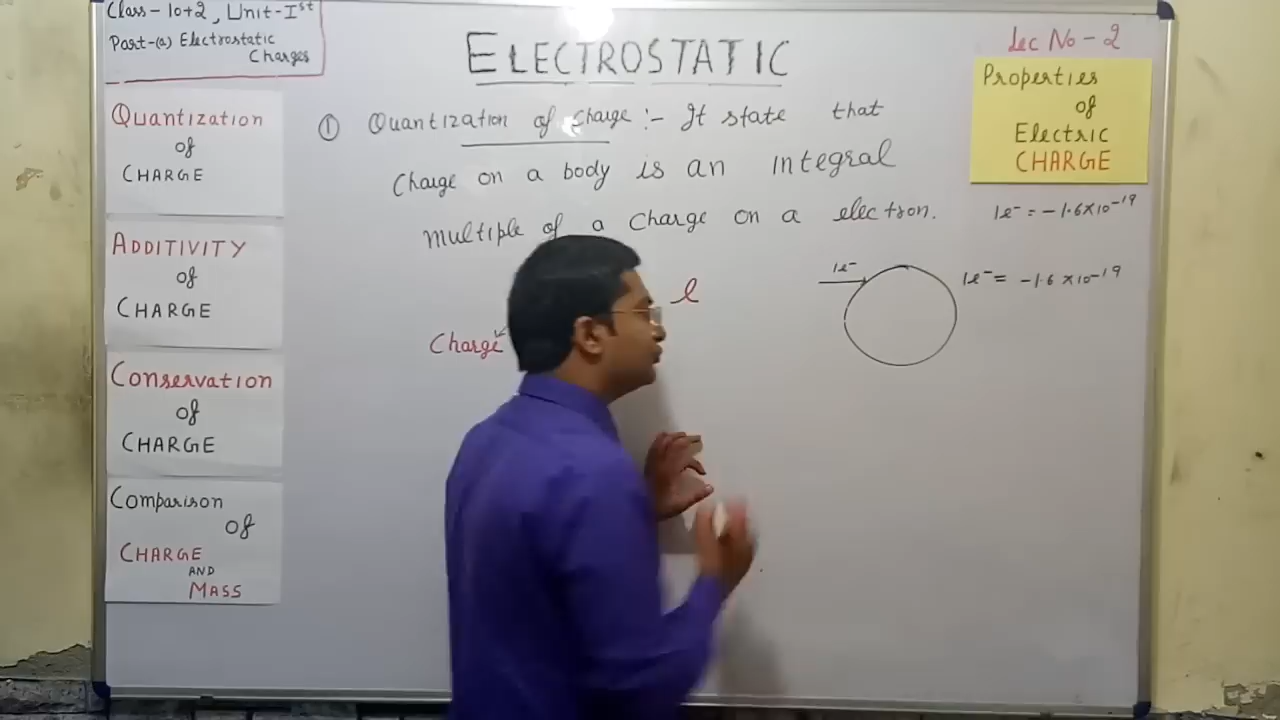 Class-10+2, Unit-Ist
Part-(a) Electrostatic
Charges
ELECTROSTATIC
Lec No-2
Properties
of
Electric
CHARGE
Quantization
of
CHARGE
ADDITIVITY
of
CHARGE
Conservation
of
CHARGE
Comparison
of
CHARGE
AND
MASS
① Quantization of Charge :- It state that
Charge on a body is an integral
multiple of a charge on a electron.
1e⁻ = -1.6×10⁻¹⁹
e
Charge
1e⁻
1e⁻ = -1.6×10⁻¹⁹